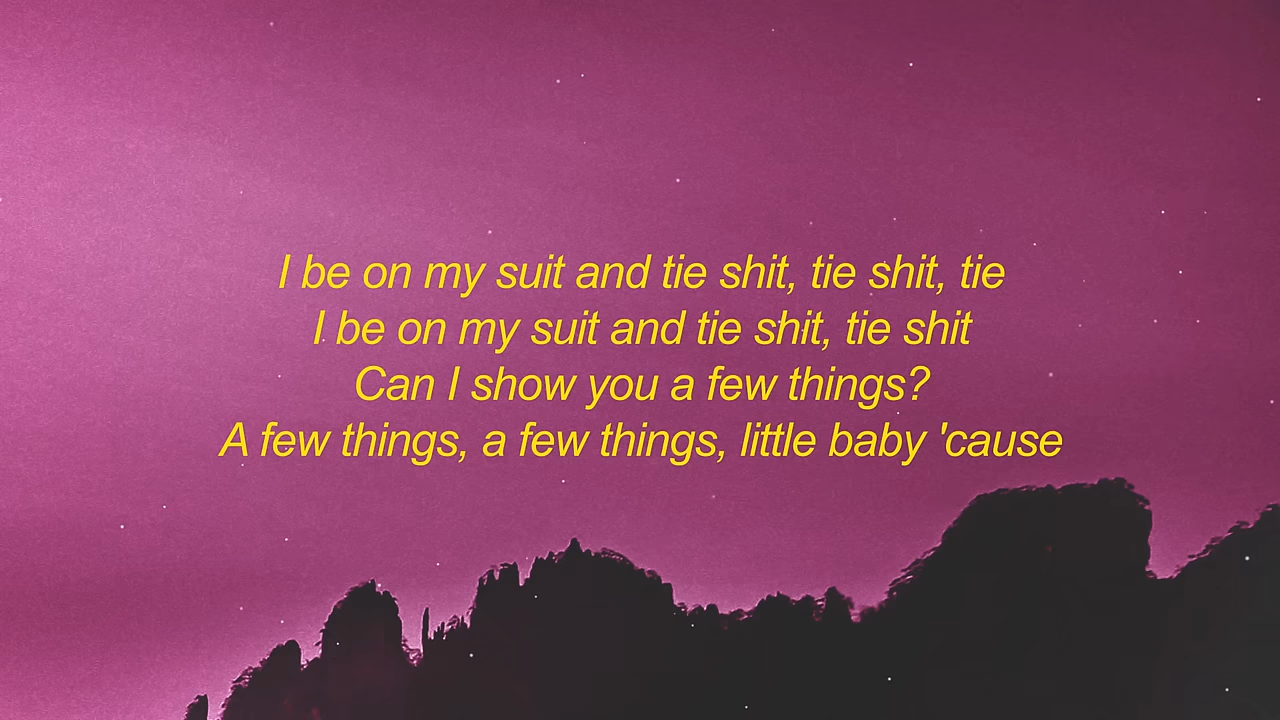 I be on my suit and tie shit, tie shit, tie
I be on my suit and tie shit, tie shit
Can I show you a few things?
A few things, a few things, little baby 'cause